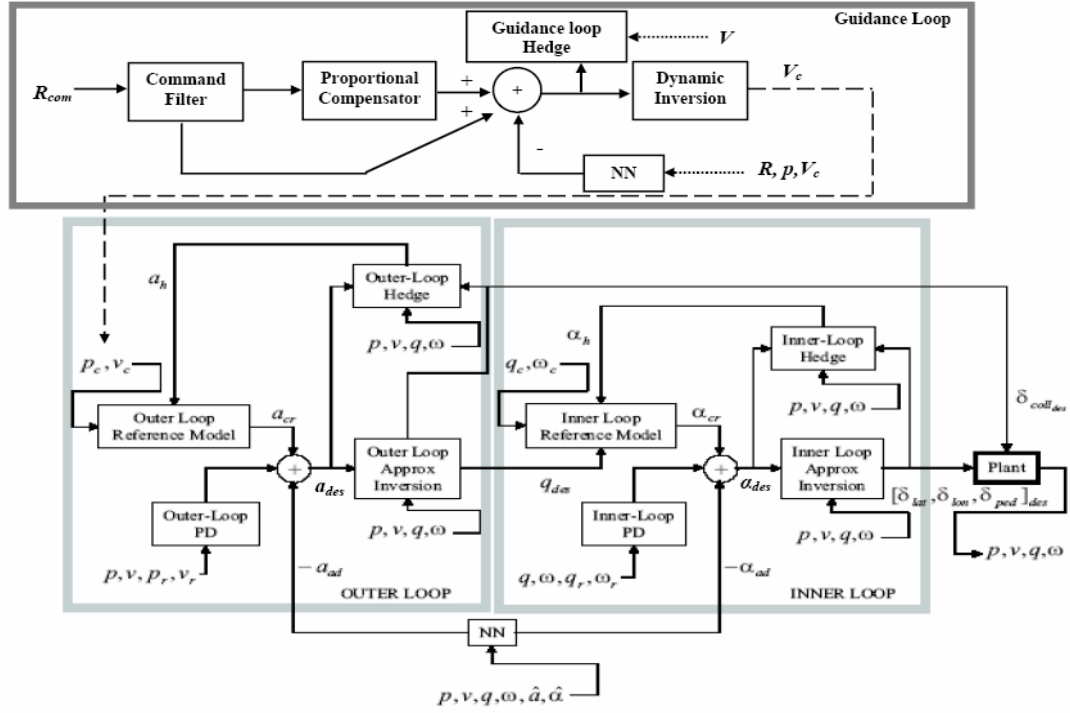 Guidance Loop
Guidance loop
Hedge
V
R_com
Command
Filter
Proportional
Compensator
+
+
+
Dynamic
Inversion
V_c
-
NN
R, p, V_c
a_h
Outer-Loop
Hedge
p, v, q, ω
p_c, v_c
Outer Loop
Reference Model
a_cr
+
a_des
Outer Loop
Approx
Inversion
q_des
p, v, q, ω
Outer-Loop
PD
p, v, p_r, v_r
−a_ad
OUTER LOOP
α_h
Inner-Loop
Hedge
p, v, q, ω
q_c, ω_c
Inner Loop
Reference Model
α_cr
+
α_des
Inner Loop
Approx
Inversion
p, v, q, ω
Inner-Loop
PD
q, ω, q_r, ω_r
−α_ad
INNER LOOP
δ_coll_des
Plant
[δ_lat, δ_lon, δ_ped]_des
p, v, q, ω
NN
p, v, q, ω, â, α̂